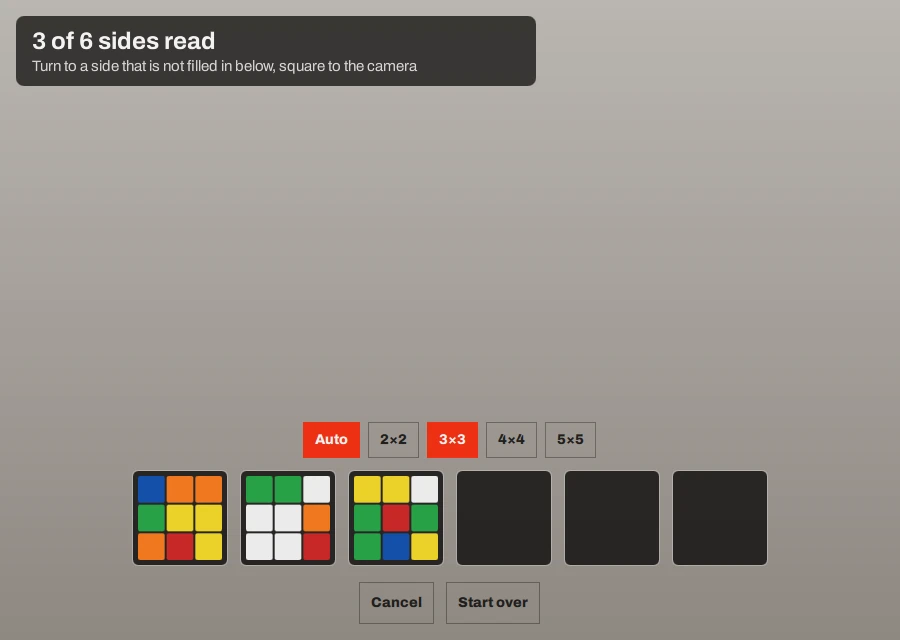 3 of 6 sides read
Turn to a side that is not filled in below, square to the camera
Auto 2×2 3×3 4×4 5×5
Cancel Start over